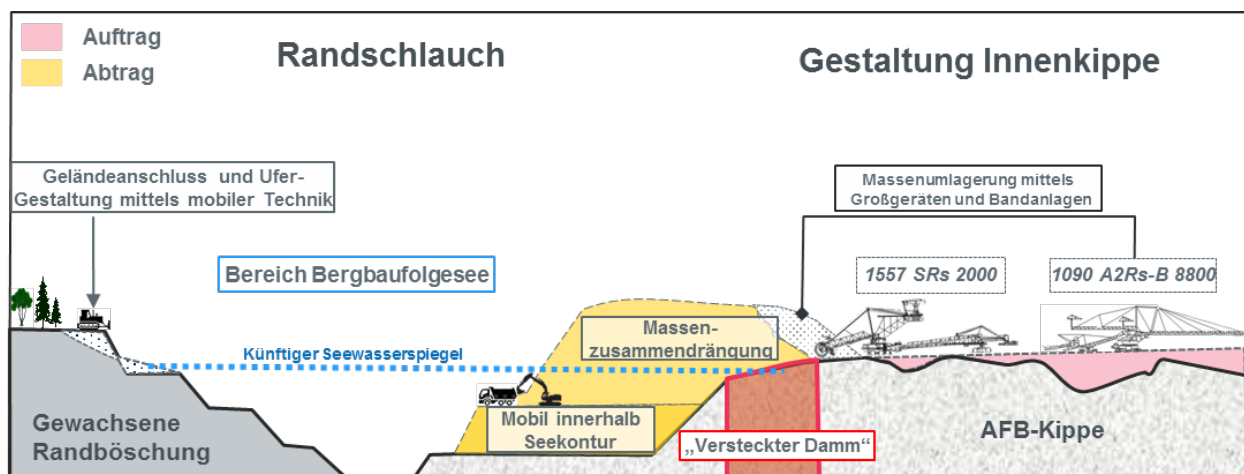 Auftrag
Abtrag
Randschlauch
Gestaltung Innenkippe
Geländeanschluss und Ufer-
Gestaltung mittels mobiler Technik
Massenumlagerung mittels
Großgeräten und Bandanlagen
Bereich Bergbaufolgesee
1557 SRs 2000
1090 A2Rs-B 8800
Künftiger Seewasserspiegel
Massen-
zusammendrängung
Mobil innerhalb
Seekontur
Gewachsene
Randböschung
„Versteckter Damm“
AFB-Kippe